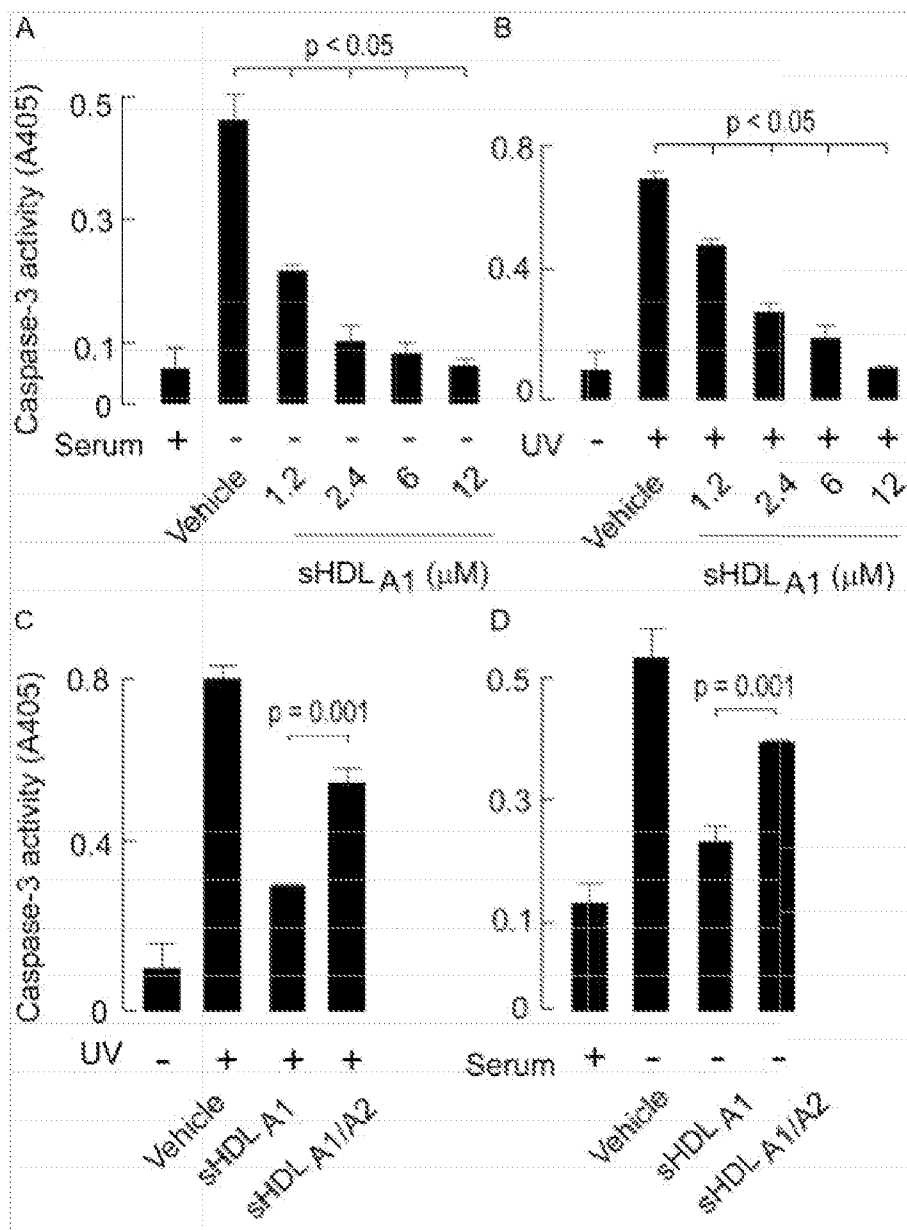 A
p < 0.05
Caspase-3 activity (A405)
0.5
0.3
0.1
0
Serum + - - - - -
Vehicle 1.2 2.4 6 12
sHDL A1 (μM)
B
p < 0.05
0.8
0.4
0
UV - + + + + +
Vehicle 1.2 2.4 6 12
sHDL A1 (μM)
C
p = 0.001
Caspase-3 activity (A405)
0.8
0.4
0
UV - + + +
Vehicle sHDL A1 sHDL A1/A2
D
p = 0.001
0.5
0.3
0.1
0
Serum + - - -
Vehicle sHDL A1 sHDL A1/A2